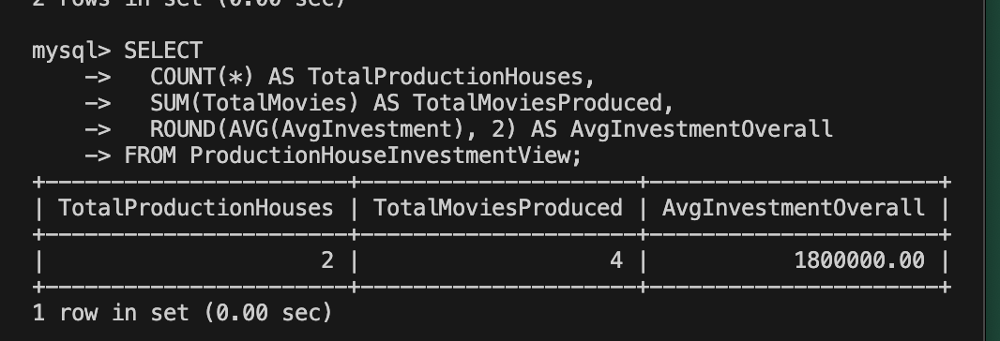 2 rows in set (0.00 sec)
mysql> SELECT
    ->   COUNT(*) AS TotalProductionHouses,
    ->   SUM(TotalMovies) AS TotalMoviesProduced,
    ->   ROUND(AVG(AvgInvestment), 2) AS AvgInvestmentOverall
    -> FROM ProductionHouseInvestmentView;
+-----------------------+---------------------+----------------------+
| TotalProductionHouses | TotalMoviesProduced | AvgInvestmentOverall |
+-----------------------+---------------------+----------------------+
|                     2 |                   4 |           1800000.00 |
+-----------------------+---------------------+----------------------+
1 row in set (0.00 sec)